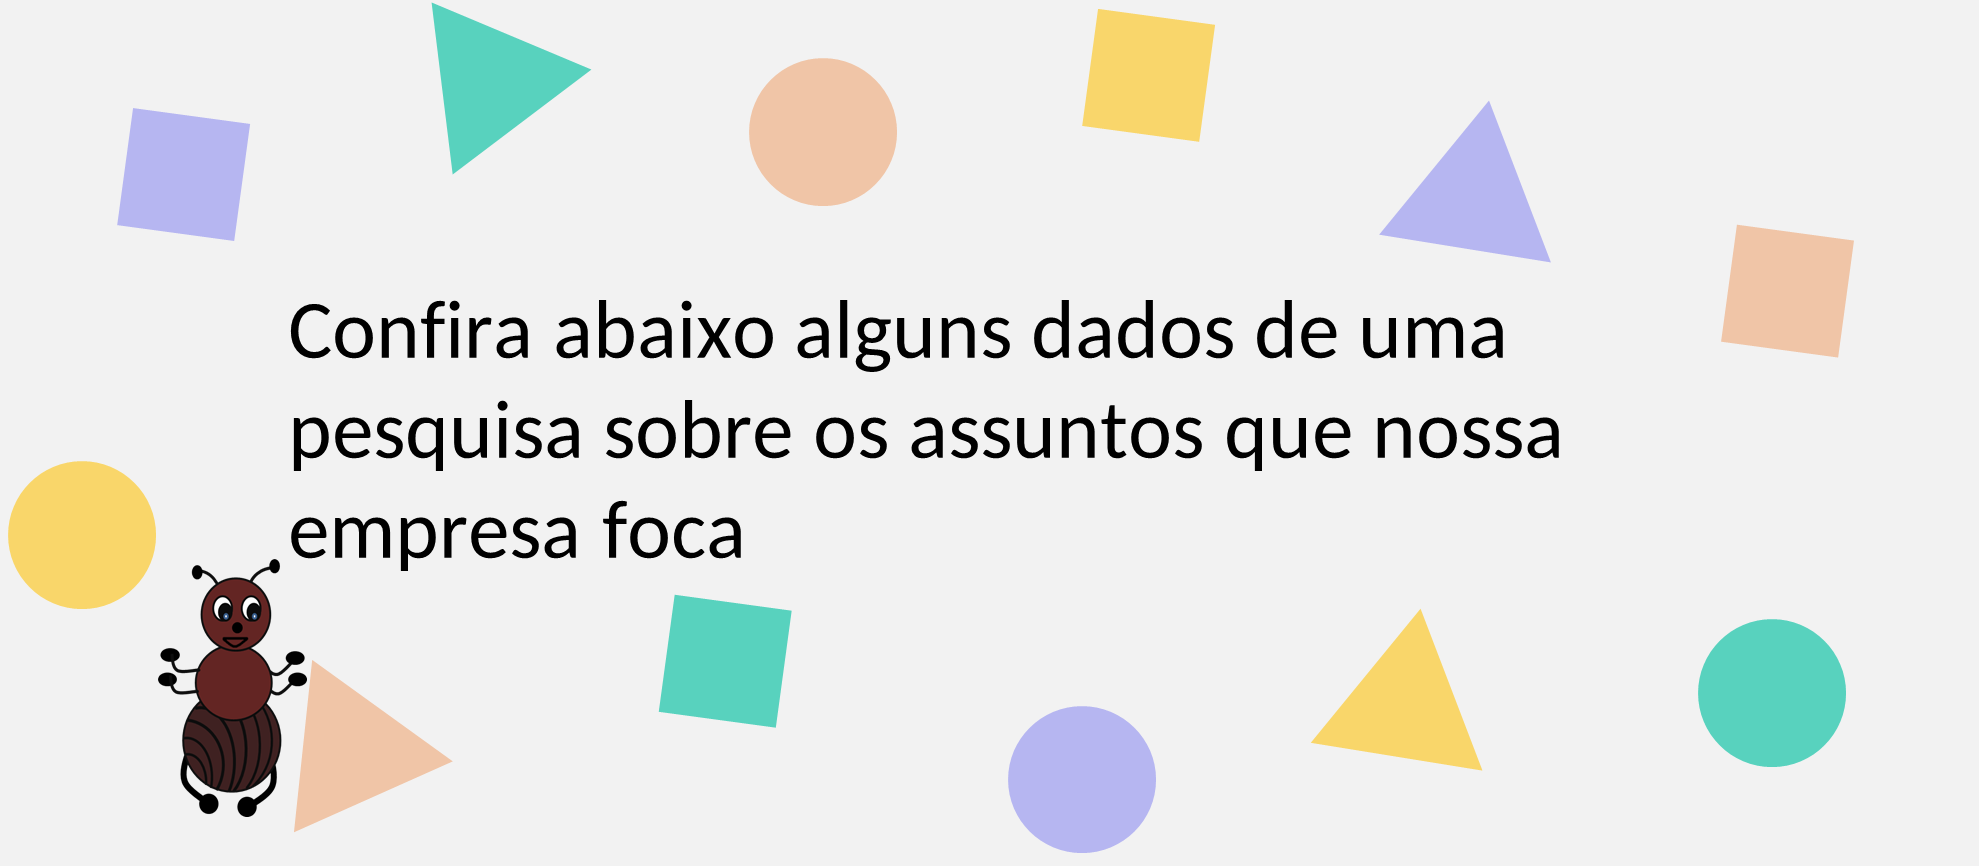 Confira abaixo alguns dados de uma
pesquisa sobre os assuntos que nossa
empresa foca